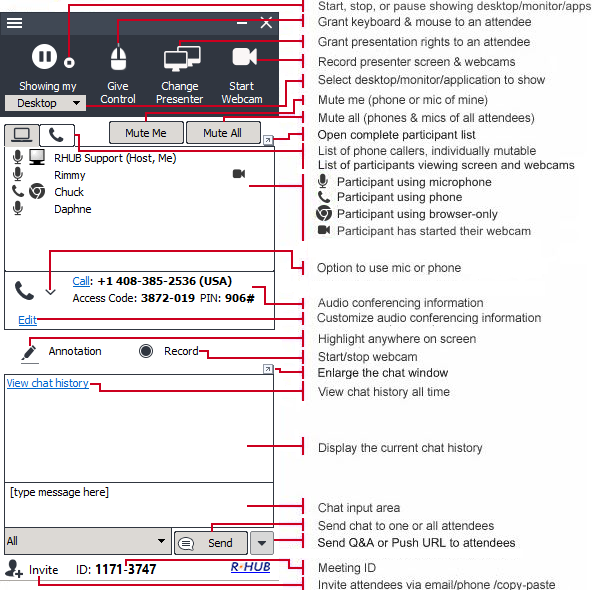 Start, stop, or pause showing desktop/monitor/apps
Grant keyboard & mouse to an attendee
Grant presentation rights to an attendee
Record presenter screen & webcams
Select desktop/monitor/application to show
Mute me (phone or mic of mine)
Mute all (phones & mics of all attendees)
Open complete participant list
List of phone callers, individually mutable
List of participants viewing screen and webcams
Participant using microphone
Participant using phone
Participant using browser-only
Participant has started their webcam
Option to use mic or phone
Audio conferencing information
Customize audio conferencing information
Highlight anywhere on screen
Start/stop webcam
Enlarge the chat window
View chat history all time
Display the current chat history
Chat input area
Send chat to one or all attendees
Send Q&A or Push URL to attendees
Meeting ID
Invite attendees via email/phone /copy-paste
Showing my
Desktop
Give
Control
Change
Presenter
Start
Webcam
Mute Me
Mute All
RHUB Support (Host, Me)
Rimmy
Chuck
Daphne
Call: +1 408-385-2536 (USA)
Access Code: 3872-019 PIN: 906#
Edit
Annotation
Record
View chat history
[type message here]
All
Send
Invite
ID: 1171-3747
R-HUB